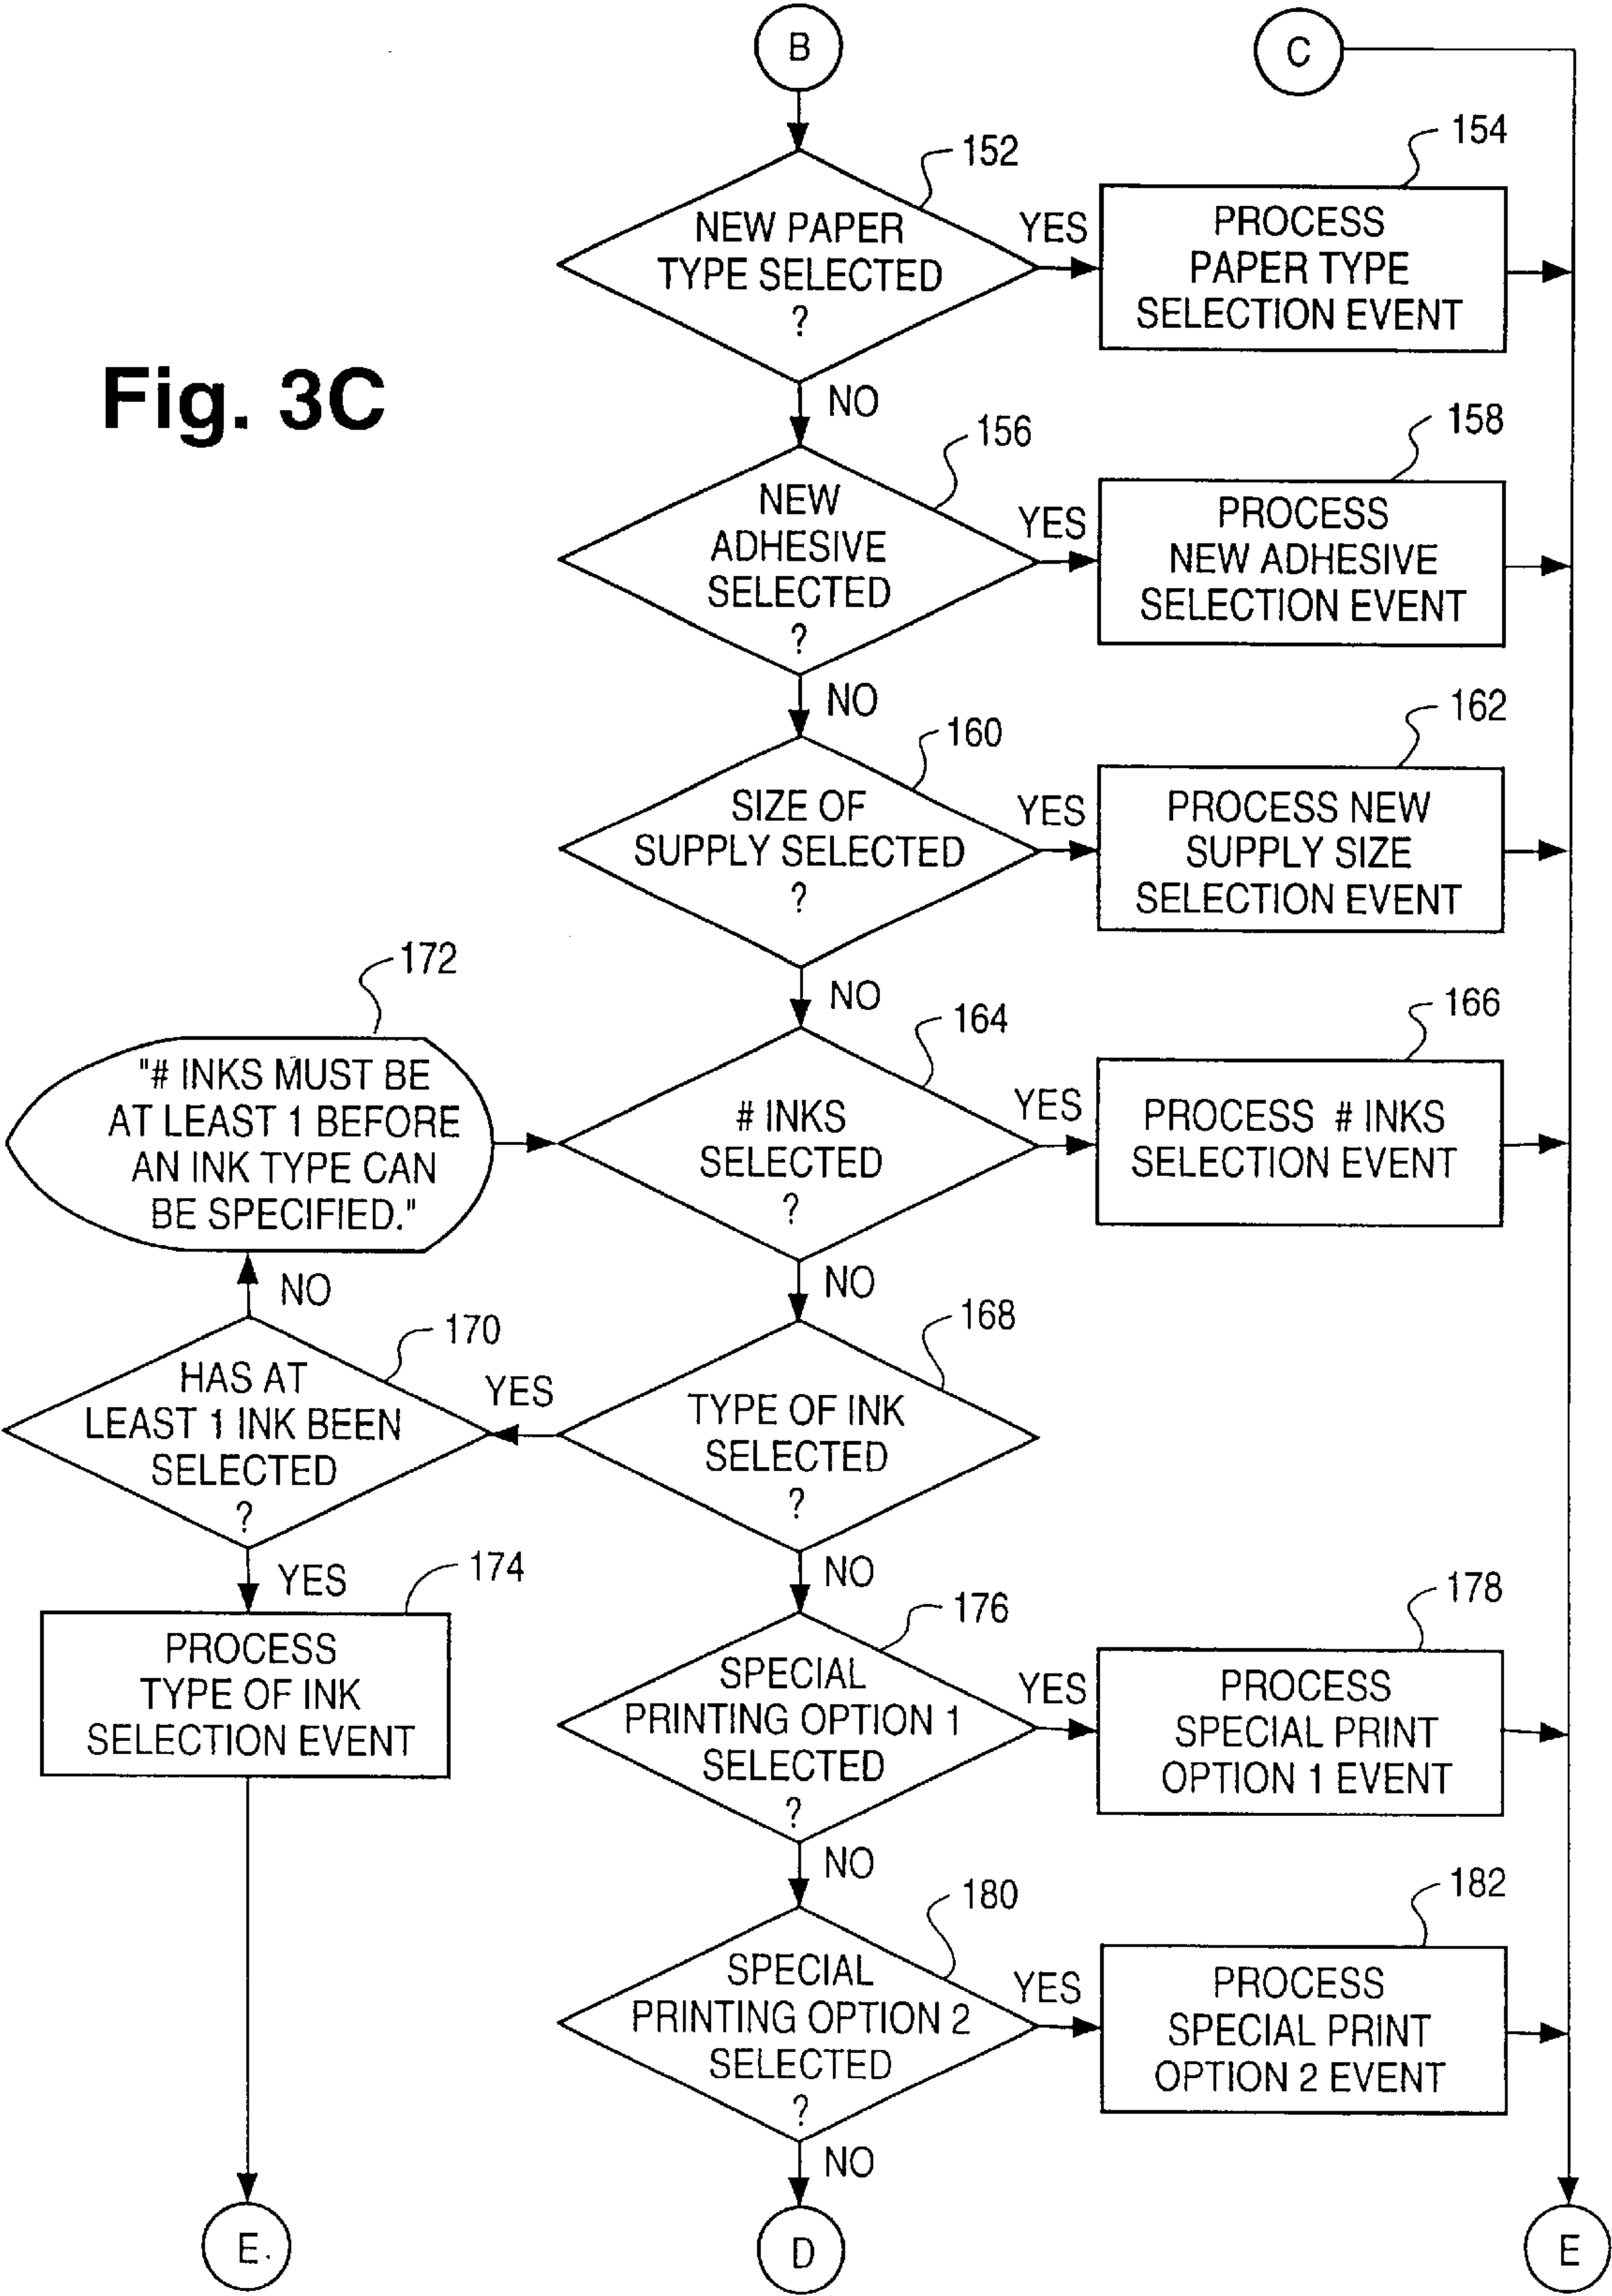 B
C
152
154
NEW PAPER
TYPE SELECTED
?
YES
PROCESS
PAPER TYPE
SELECTION EVENT
Fig. 3C
NO
156
158
NEW
ADHESIVE
SELECTED
?
YES
PROCESS
NEW ADHESIVE
SELECTION EVENT
NO
160
162
SIZE OF
SUPPLY SELECTED
?
YES
PROCESS NEW
SUPPLY SIZE
SELECTION EVENT
NO
172
164
166
"# INKS MUST BE
AT LEAST 1 BEFORE
AN INK TYPE CAN
BE SPECIFIED."
# INKS
SELECTED
?
YES
PROCESS # INKS
SELECTION EVENT
NO
NO
170
168
HAS AT
LEAST 1 INK BEEN
SELECTED
?
YES
TYPE OF INK
SELECTED
?
YES
NO
174
176
178
PROCESS
TYPE OF INK
SELECTION EVENT
SPECIAL
PRINTING OPTION 1
SELECTED
?
YES
PROCESS
SPECIAL PRINT
OPTION 1 EVENT
NO
180
182
SPECIAL
PRINTING OPTION 2
SELECTED
?
YES
PROCESS
SPECIAL PRINT
OPTION 2 EVENT
NO
E
D
E